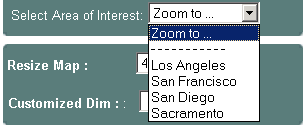 Select Area of Interest: Zoom to ...
Zoom to ...
- - - - - - - - - - - -
Los Angeles
Resize Map :
San Francisco
San Diego
Customized Dim : :
Sacramento